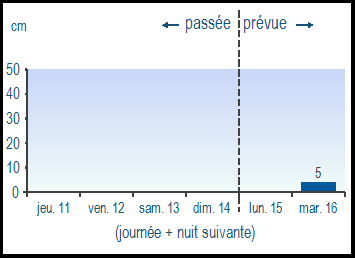 ← passée prévue →
cm
50
40
30
20
10
0
5
jeu. 11 ven. 12 sam. 13 dim. 14 lun. 15 mar. 16
(journée + nuit suivante)